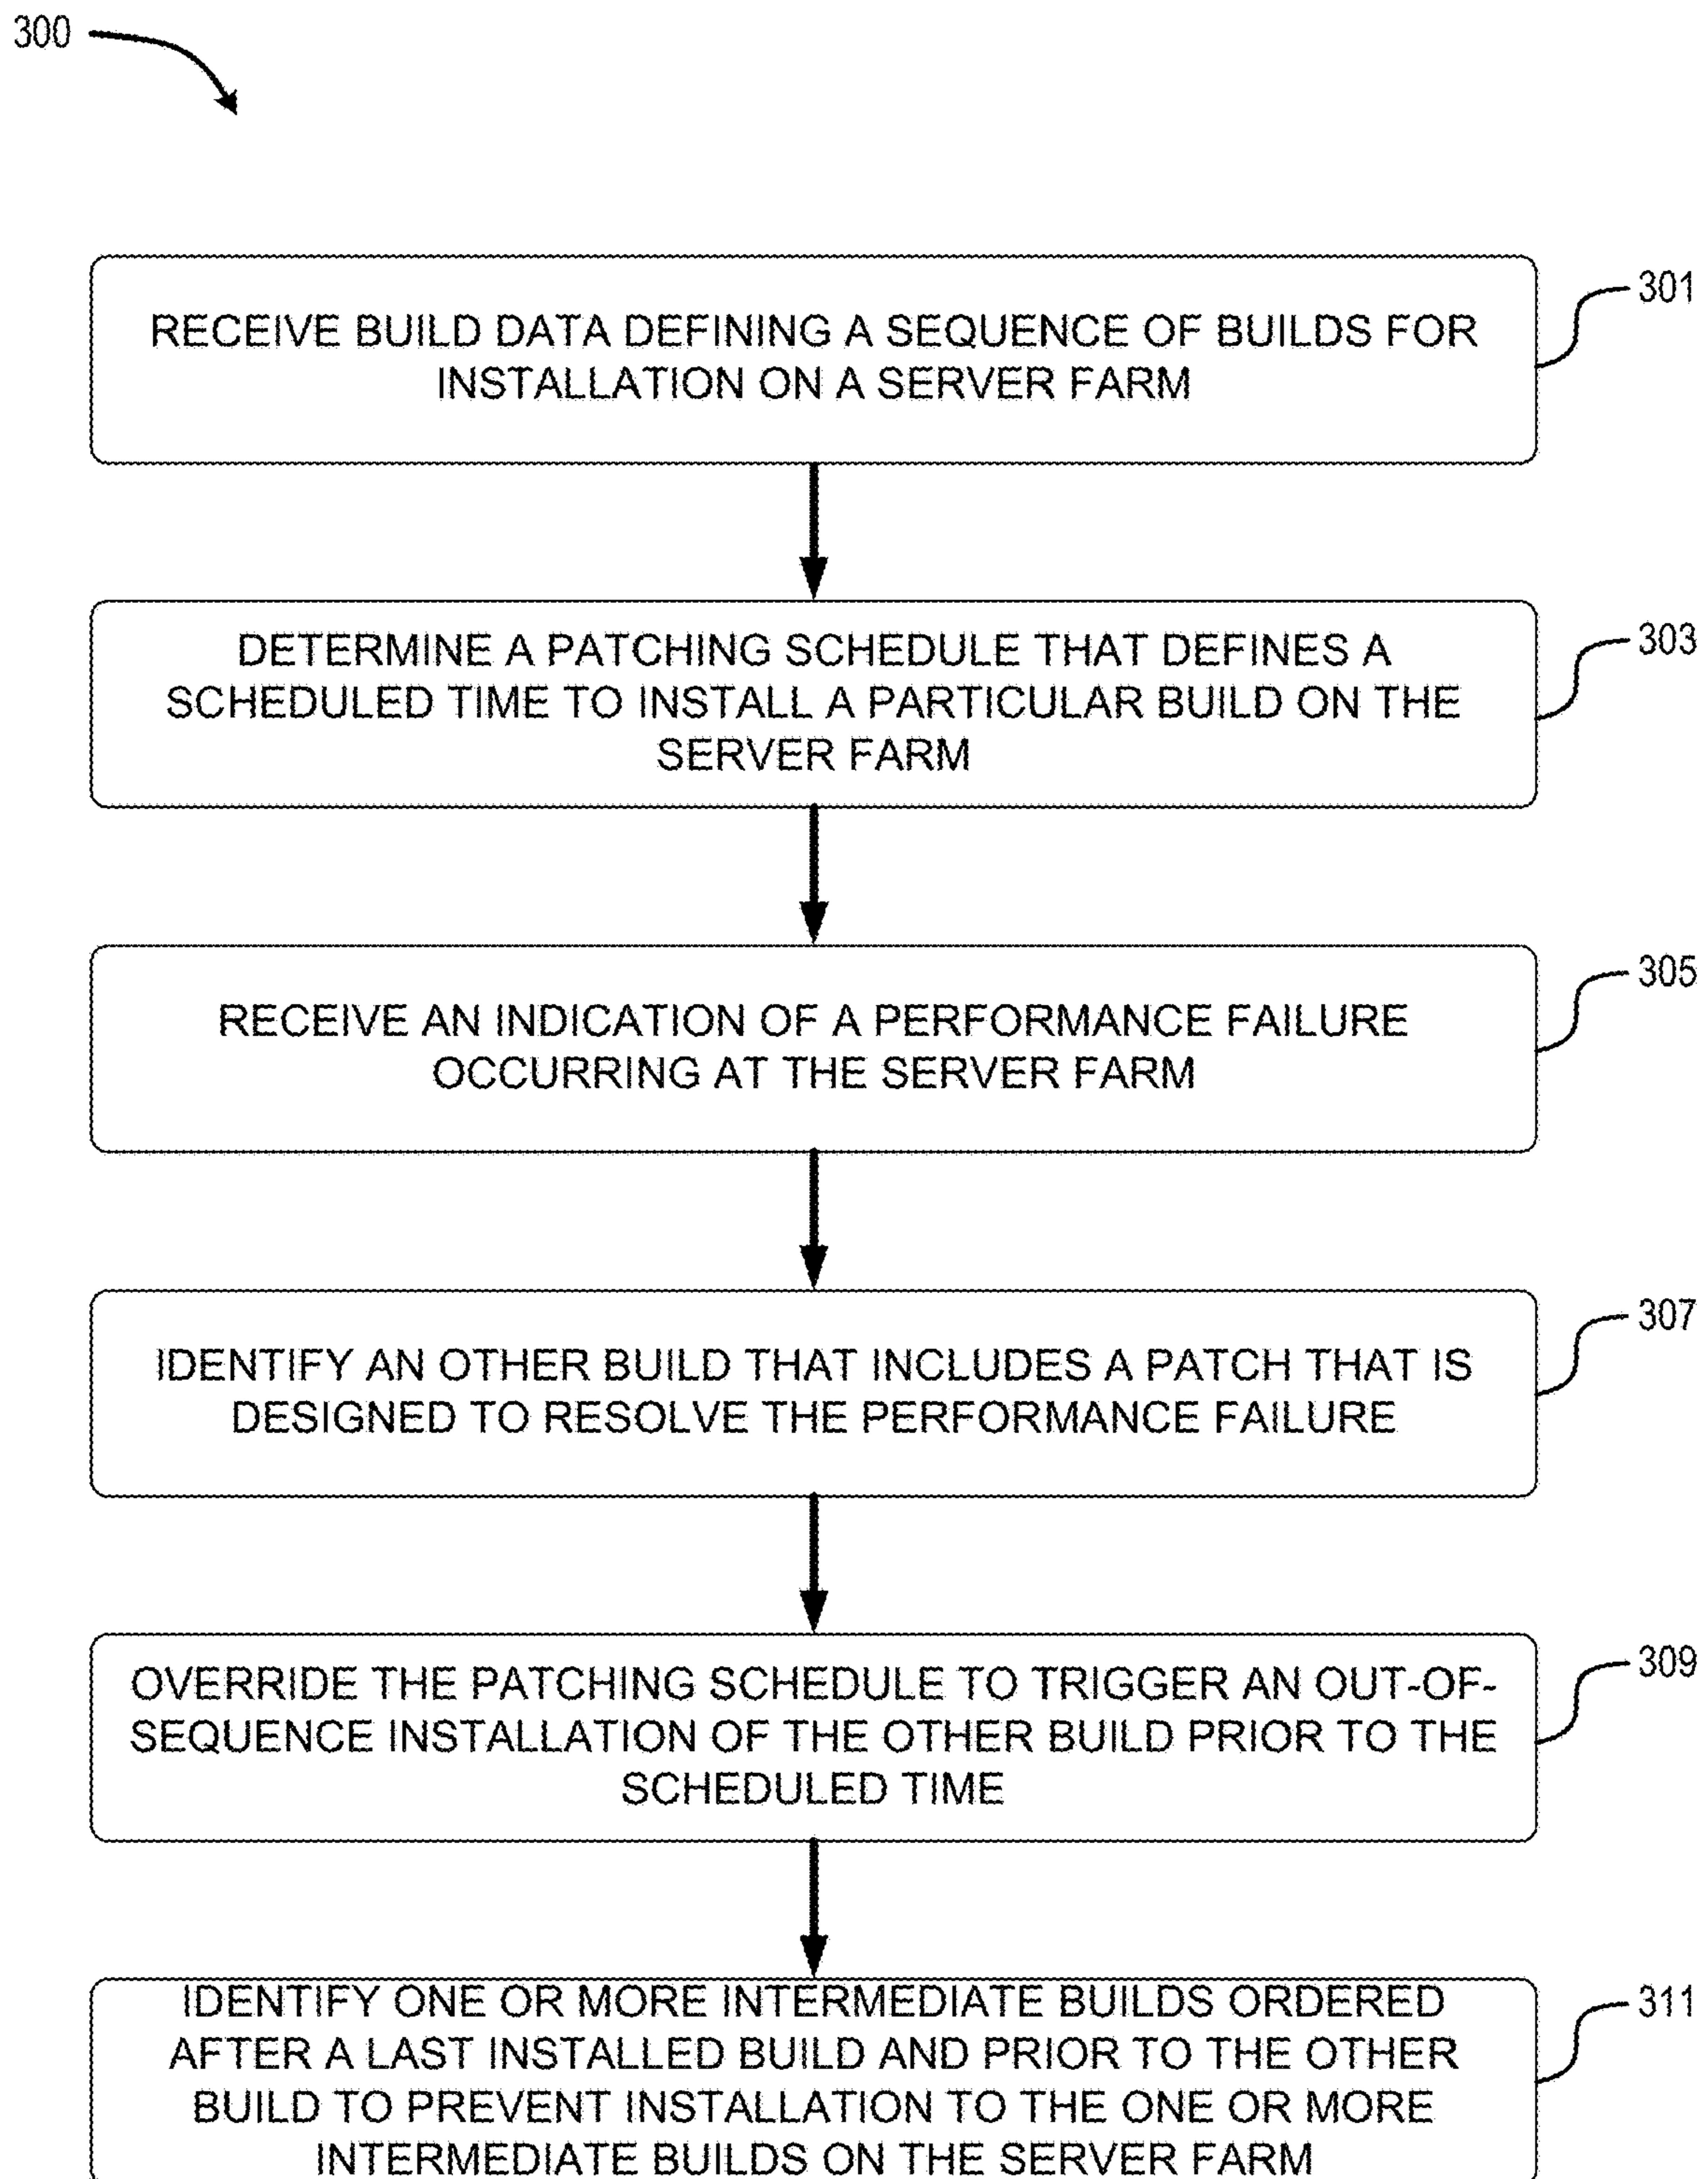 300
RECEIVE BUILD DATA DEFINING A SEQUENCE OF BUILDS FOR
INSTALLATION ON A SERVER FARM
301
DETERMINE A PATCHING SCHEDULE THAT DEFINES A
SCHEDULED TIME TO INSTALL A PARTICULAR BUILD ON THE
SERVER FARM
303
RECEIVE AN INDICATION OF A PERFORMANCE FAILURE
OCCURRING AT THE SERVER FARM
305
IDENTIFY AN OTHER BUILD THAT INCLUDES A PATCH THAT IS
DESIGNED TO RESOLVE THE PERFORMANCE FAILURE
307
OVERRIDE THE PATCHING SCHEDULE TO TRIGGER AN OUT-OF-
SEQUENCE INSTALLATION OF THE OTHER BUILD PRIOR TO THE
SCHEDULED TIME
309
IDENTIFY ONE OR MORE INTERMEDIATE BUILDS ORDERED
AFTER A LAST INSTALLED BUILD AND PRIOR TO THE OTHER
BUILD TO PREVENT INSTALLATION TO THE ONE OR MORE
INTERMEDIATE BUILDS ON THE SERVER FARM
311